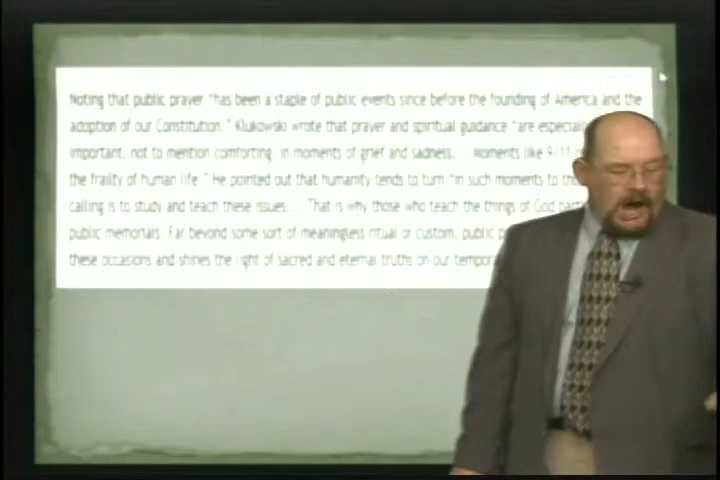 Noting that public prayer "has been a staple of public events since before the founding of America and the
adoption of our Constitution," Klukowski wrote that prayer and spiritual guidance "are especially
important, not to mention comforting, in moments of grief and sadness. ... Moments like 9/11
the frailty of human life." He pointed out that humanity tends to turn "in such moments to
calling is to study and teach these issues. ... That is why those who teach the things of God
public memorials. Far beyond some sort of meaningless ritual or custom, public
these occasions and shines the light of sacred and eternal truths on our